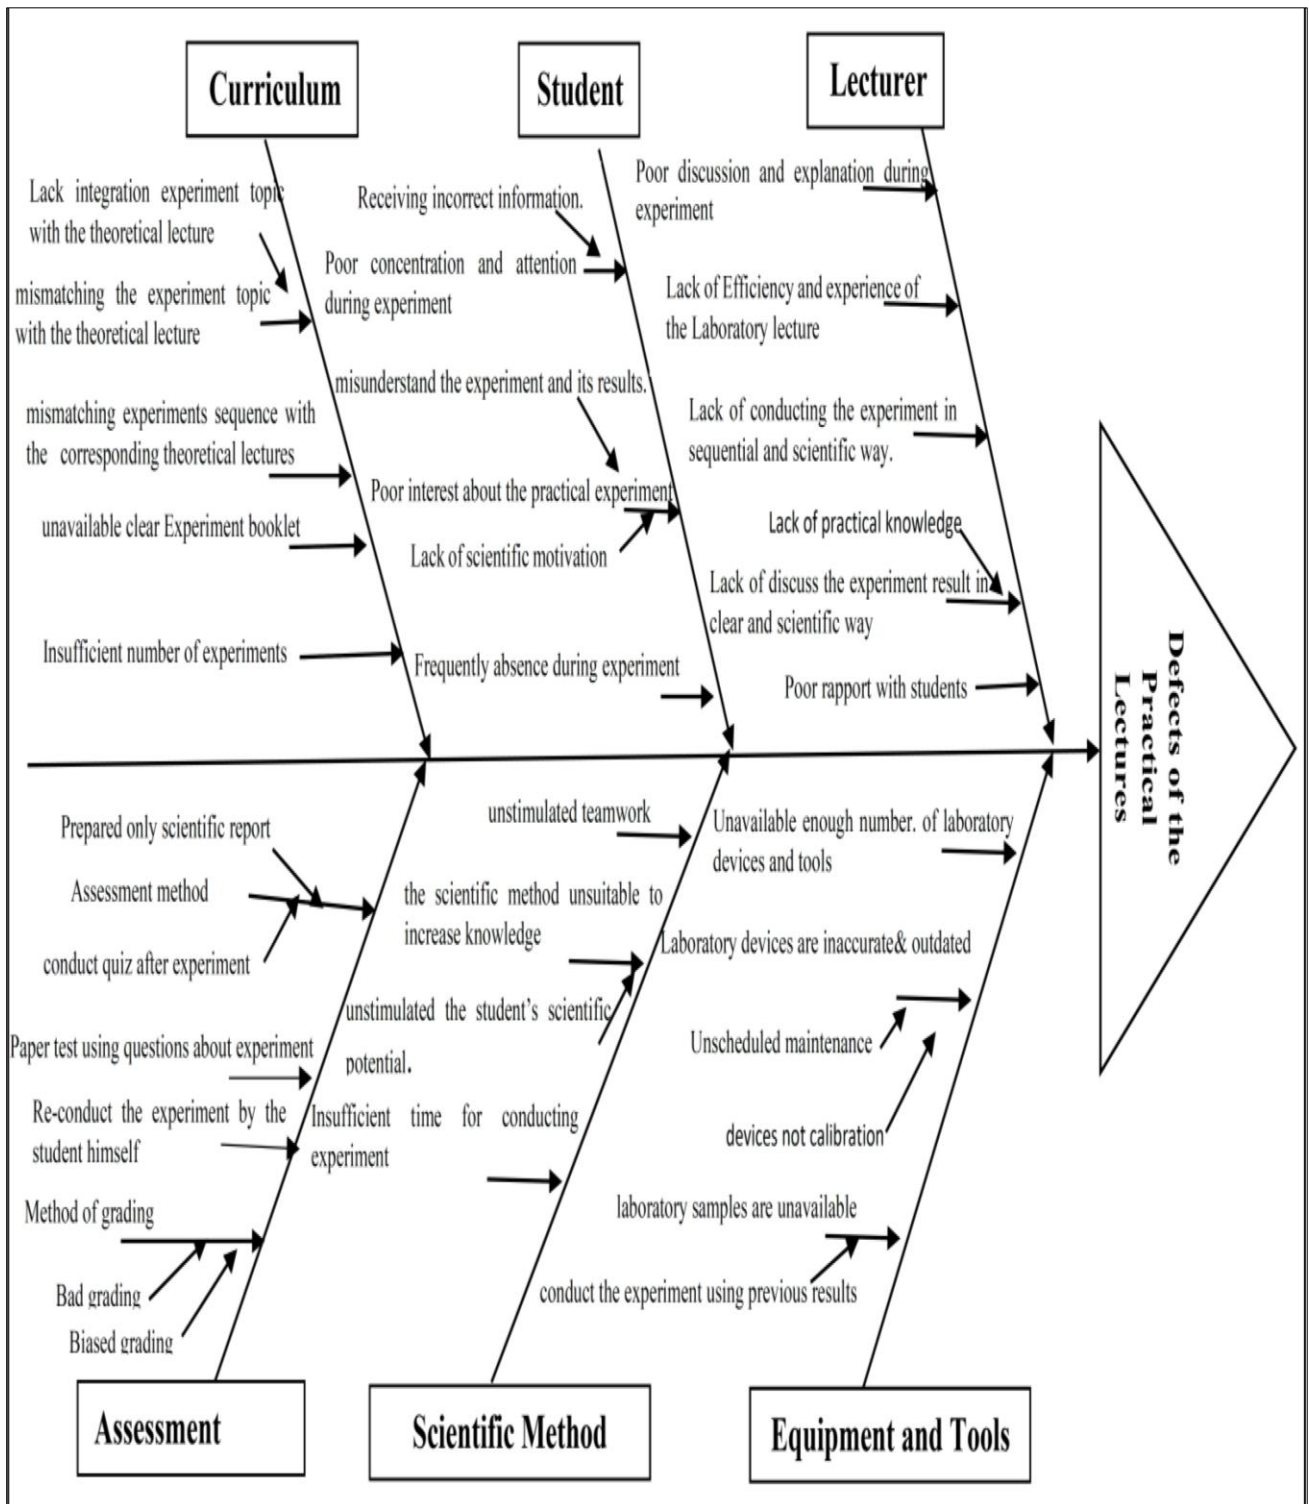 Curriculum
Student
Lecturer
Lack integration experiment topic
with the theoretical lecture
mismatching the experiment topic
with the theoretical lecture
mismatching experiments sequence with
the corresponding theoretical lectures
unavailable clear Experiment booklet
Insufficient number of experiments
Receiving incorrect information.
Poor concentration and attention
during experiment
misunderstand the experiment and its results.
Poor interest about the practical experiment
Lack of scientific motivation
Frequently absence during experiment
Poor discussion and explanation during
experiment
Lack of Efficiency and experience of
the Laboratory lecture
Lack of conducting the experiment in
sequential and scientific way.
Lack of practical knowledge
Lack of discuss the experiment result in
clear and scientific way
Poor rapport with students
Defects of the
Practical
Lectures
Prepared only scientific report
Assessment method
conduct quiz after experiment
Paper test using questions about experiment
Re-conduct the experiment by the
student himself
Method of grading
Bad grading
Biased grading
unstimulated teamwork
the scientific method unsuitable to
increase knowledge
unstimulated the student's scientific
potential.
Insufficient time for conducting
experiment
Unavailable enough number. of laboratory
devices and tools
Laboratory devices are inaccurate& outdated
Unscheduled maintenance
devices not calibration
laboratory samples are unavailable
conduct the experiment using previous results
Assessment
Scientific Method
Equipment and Tools